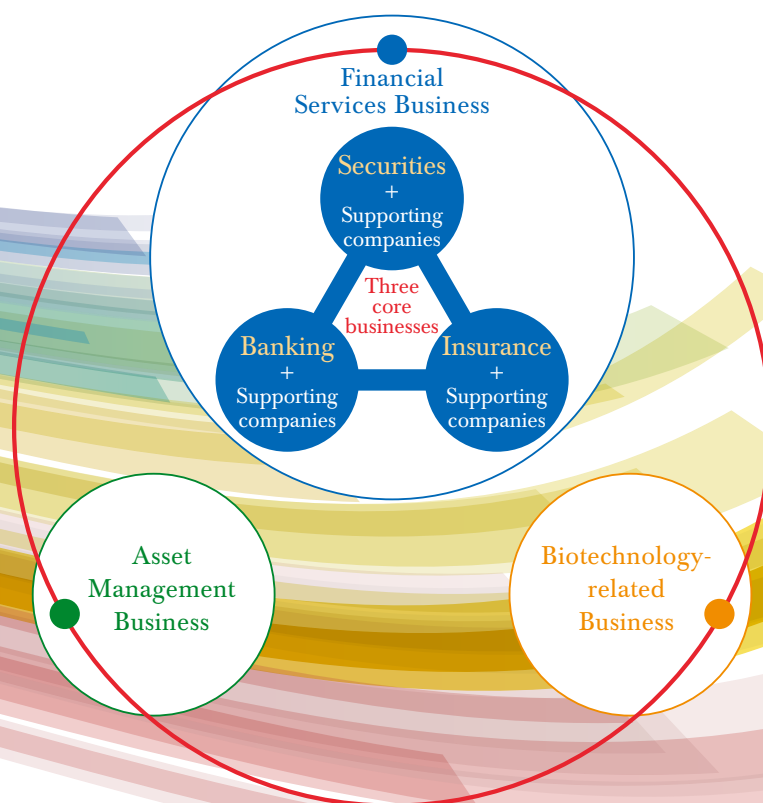 Financial
Services Business
Securities
+
Supporting
companies
Three
core
businesses
Banking
+
Supporting
companies
Insurance
+
Supporting
companies
Asset
Management
Business
Biotechnology-
related
Business